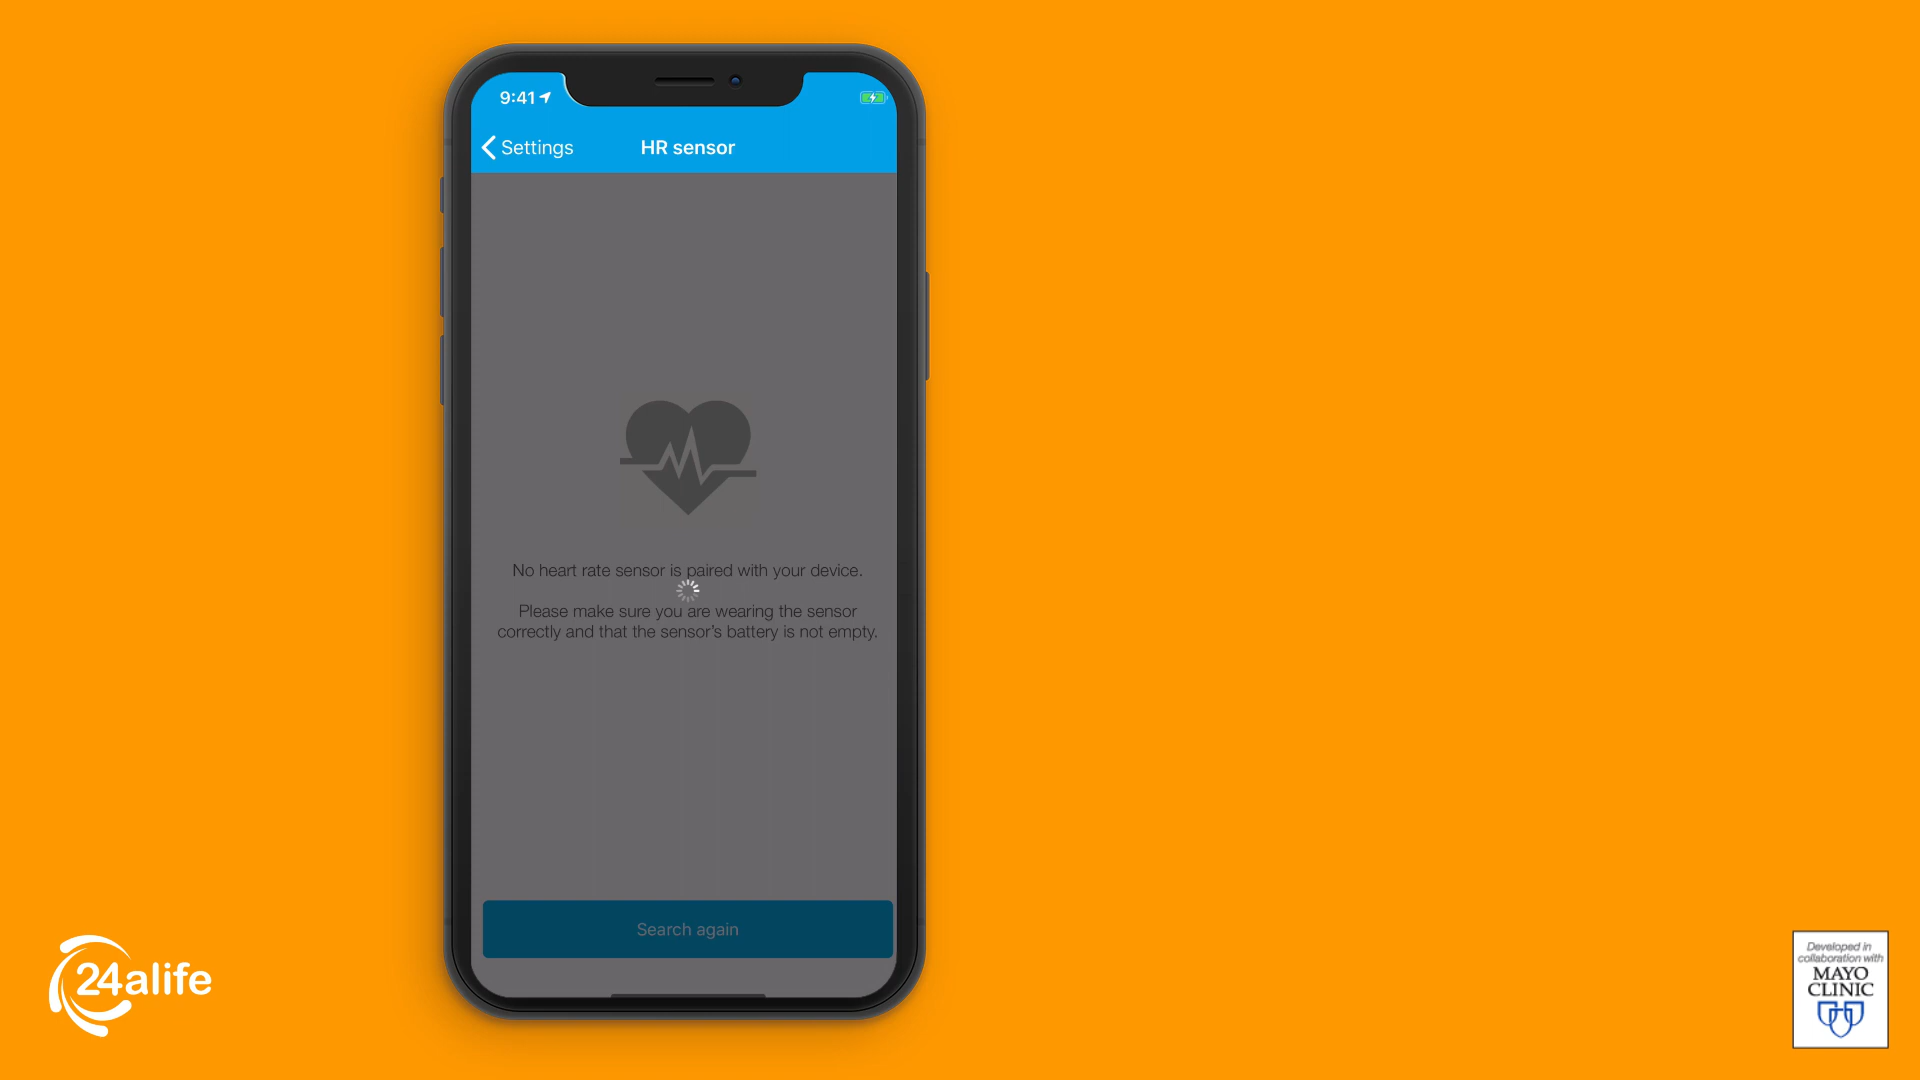 9:41
Settings
HR sensor
No heart rate sensor is paired with your device.
Please make sure you are wearing the sensor
correctly and that the sensor's battery is not empty.
Search again
24alife
Developed in
collaboration with
MAYO
CLINIC